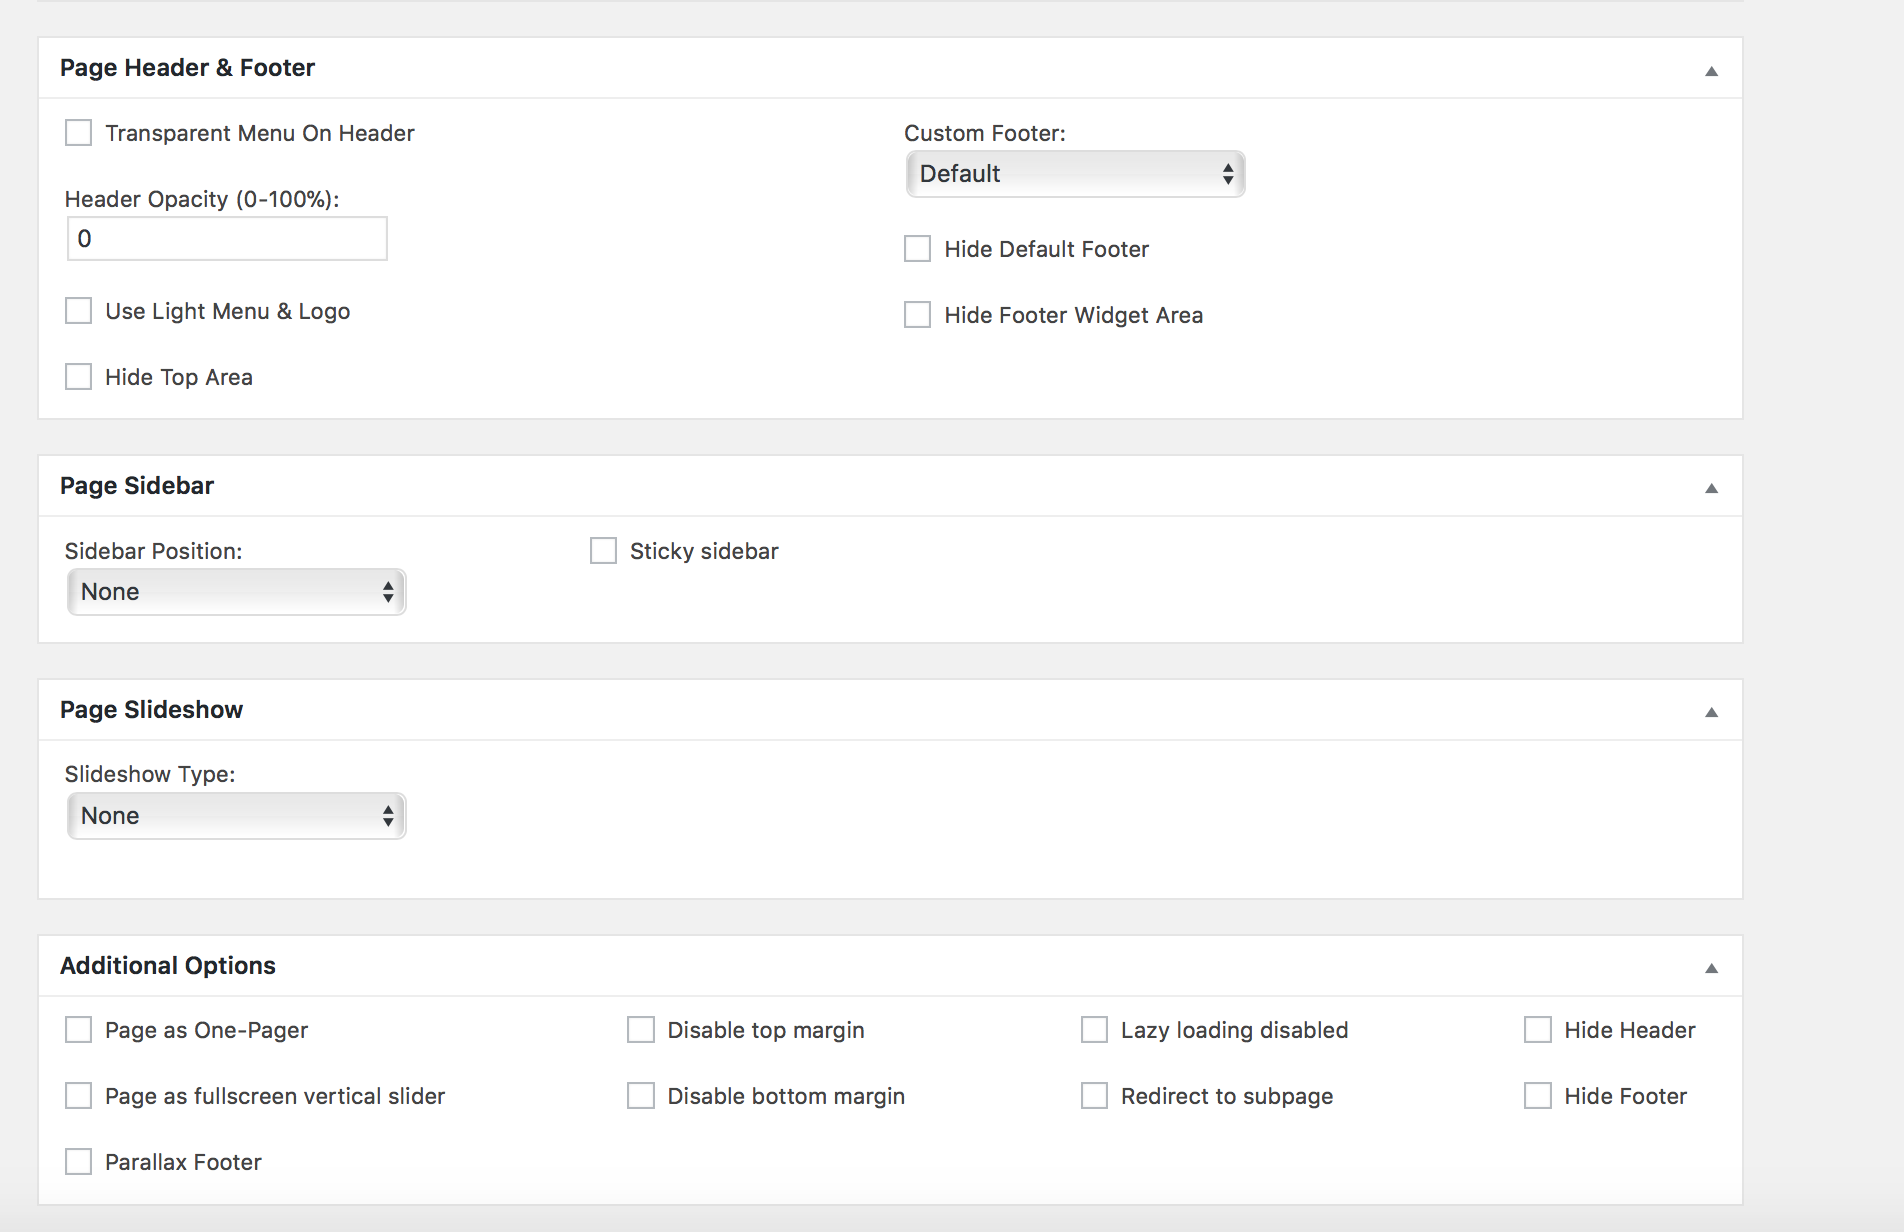 Page Header & Footer
Transparent Menu On Header
Header Opacity (0-100%):
0
Use Light Menu & Logo
Hide Top Area
Custom Footer:
Default
Hide Default Footer
Hide Footer Widget Area
Page Sidebar
Sidebar Position:
None
Sticky sidebar
Page Slideshow
Slideshow Type:
None
Additional Options
Page as One-Pager
Disable top margin
Lazy loading disabled
Hide Header
Page as fullscreen vertical slider
Disable bottom margin
Redirect to subpage
Hide Footer
Parallax Footer